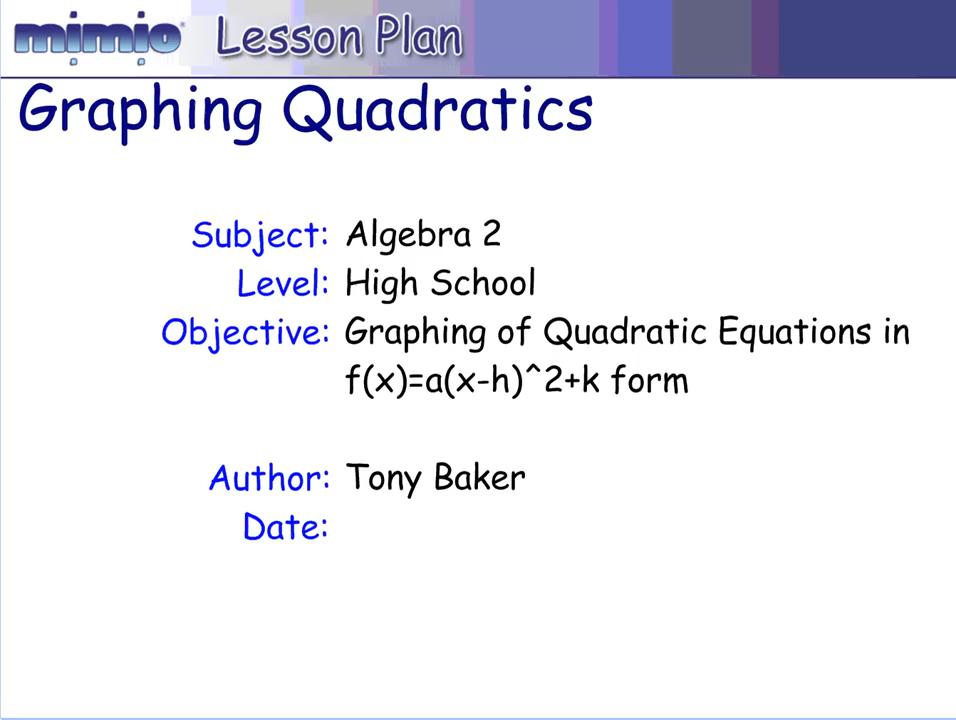 mimio® Lesson Plan
Graphing Quadratics
Subject: Algebra 2
Level: High School
Objective: Graphing of Quadratic Equations in
f(x)=a(x-h)^2+k form
Author: Tony Baker
Date: